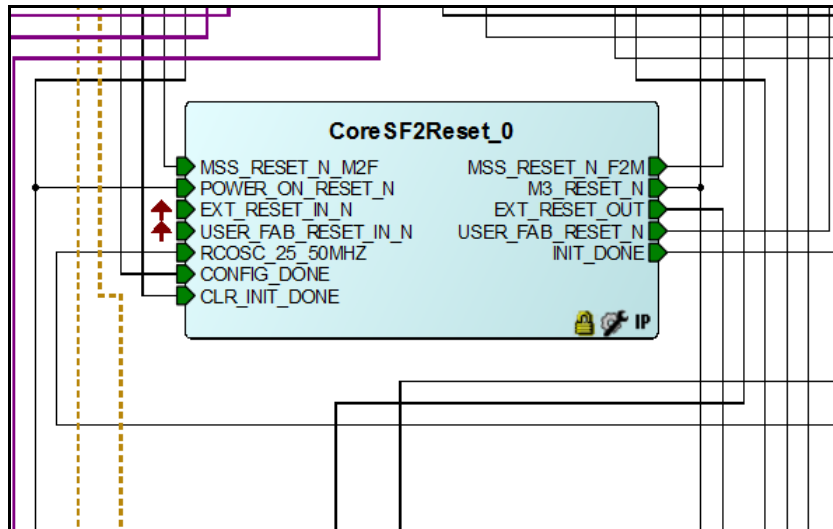 CoreSF2Reset_0
MSS_RESET_N_M2F
POWER_ON_RESET_N
EXT_RESET_IN_N
USER_FAB_RESET_IN_N
RCOSC_25_50MHZ
CONFIG_DONE
CLR_INIT_DONE
MSS_RESET_N_F2M
M3_RESET_N
EXT_RESET_OUT
USER_FAB_RESET_N
INIT_DONE
IP